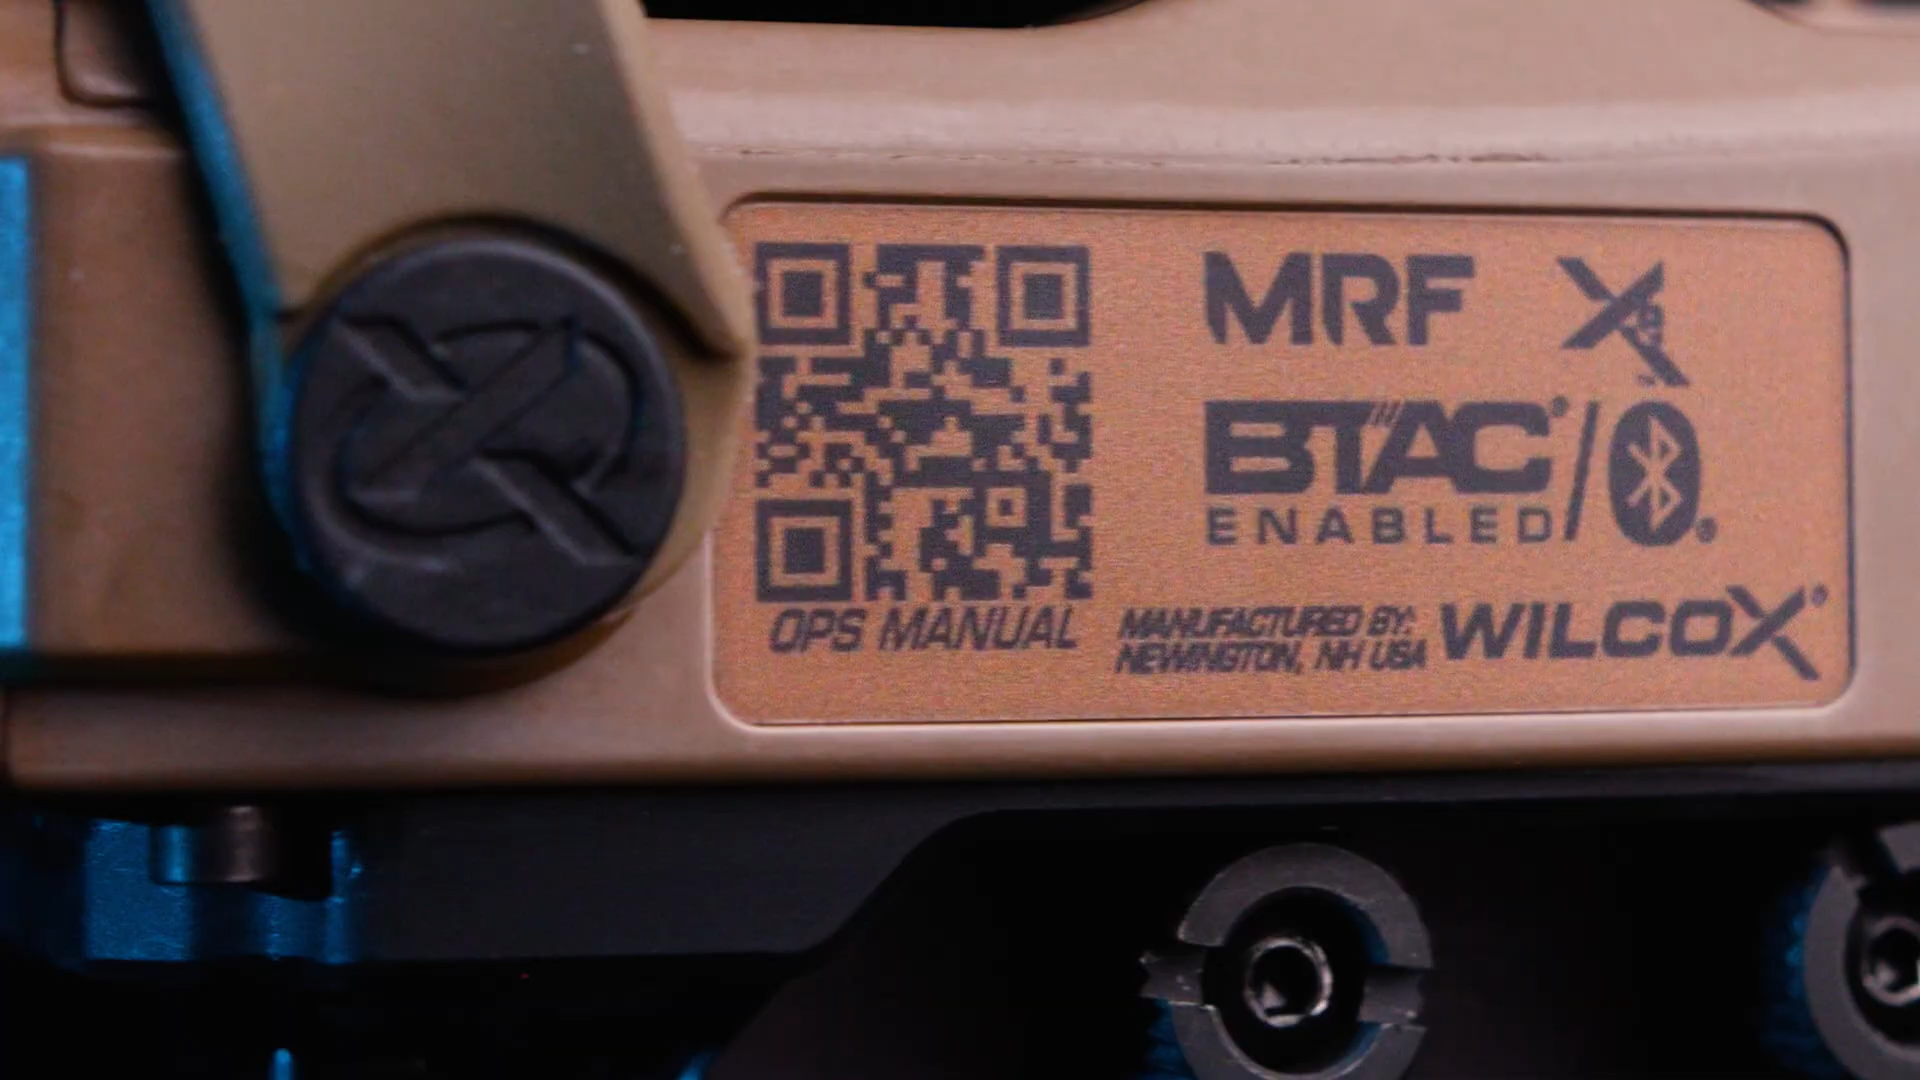 MRF X
BTAC® / ®
ENABLED
OPS MANUAL
MANUFACTURED BY:
NEWINGTON, NH USA
WILCOX®